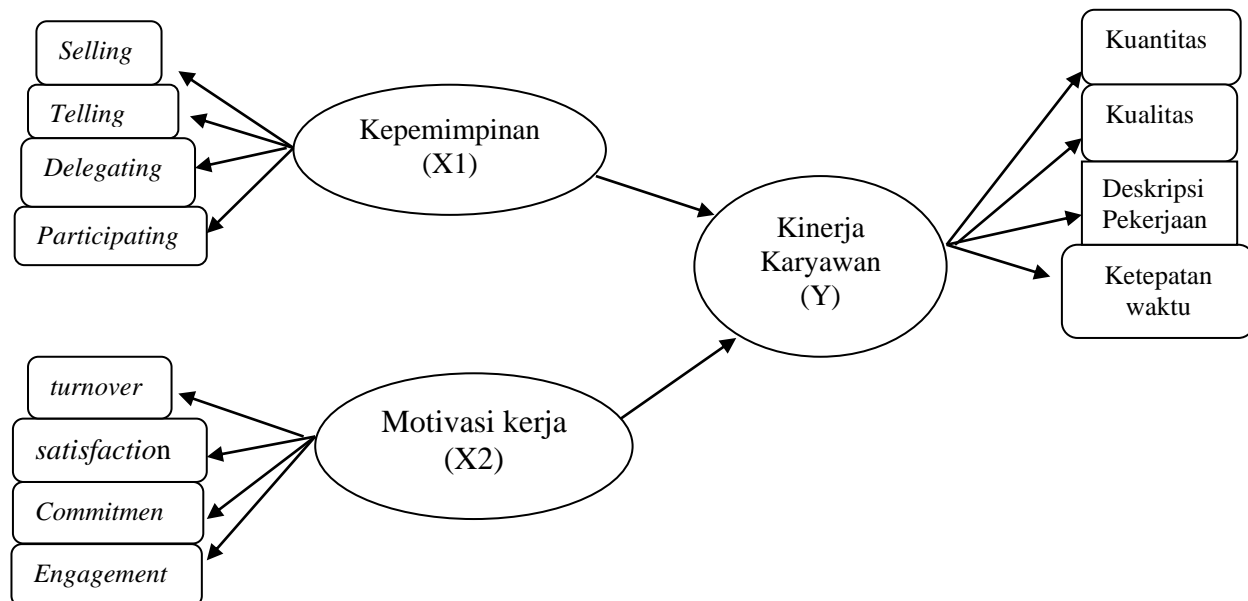 Selling
Telling
Delegating
Participating
Kepemimpinan
(X1)
Kinerja
Karyawan
(Y)
Kuantitas
Kualitas
Deskripsi
Pekerjaan
Ketepatan
waktu
turnover
satisfaction
Commitmen
Engagement
Motivasi kerja
(X2)